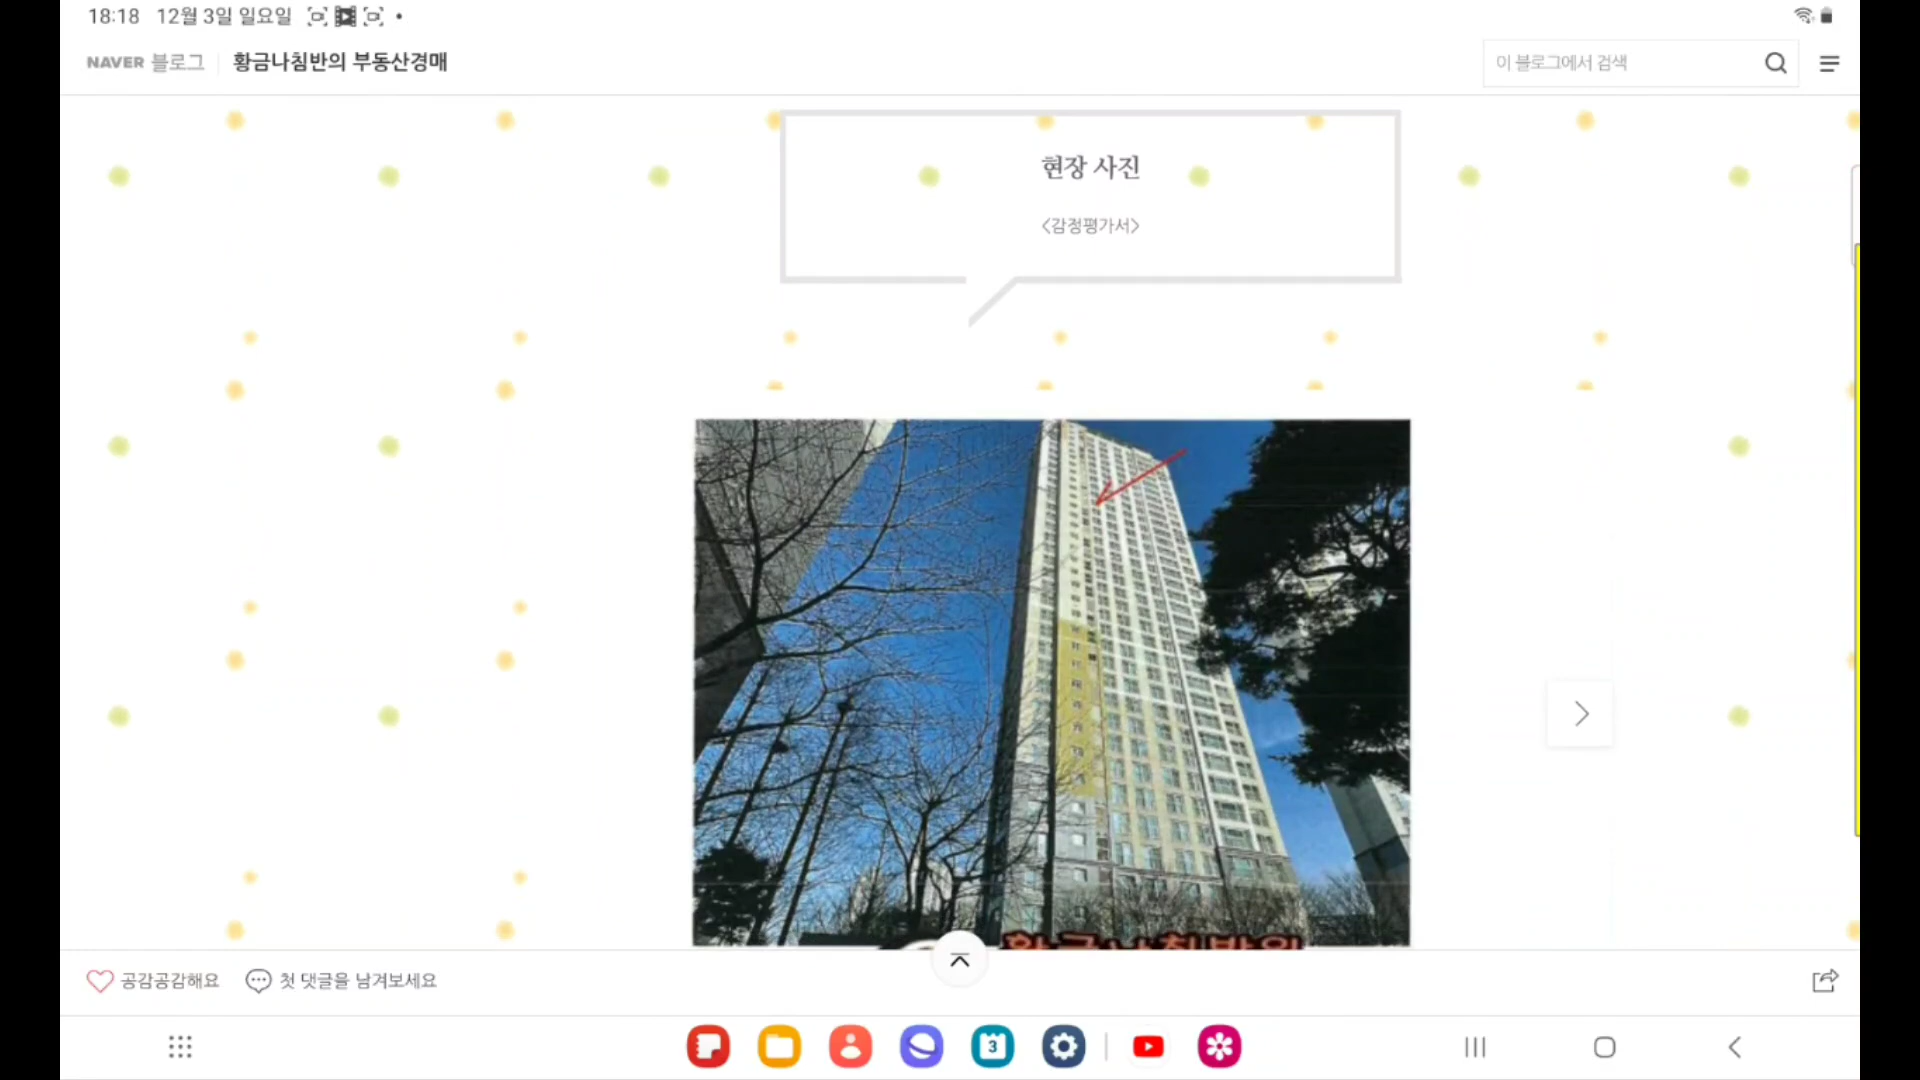 18:18 12월 3일 일요일
NAVER 블로그 황금나침반의 부동산경매
이 블로그에서 검색
현장 사진
<감정평가서>
공감공감해요 첫 댓글을 남겨보세요
3